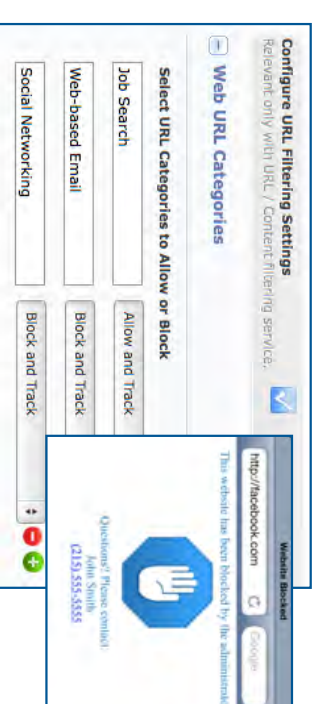 Configure URL Filtering Settings
Relevant only with URL / Content filtering service.
Web URL Categories
Select URL Categories to Allow or Block
Job Search
Allow and Track
Web-based Email
Block and Track
Social Networking
Block and Track
Website Blocked
http://facebook.com
Google
This website has been blocked by the
Questions? Please contact:
John Smith
(215) 555-5555